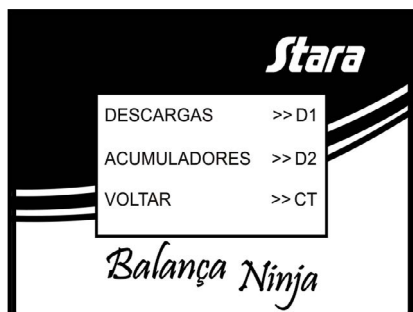 Stara
DESCARGAS >> D1
ACUMULADORES >> D2
VOLTAR >> CT
Balança Ninja